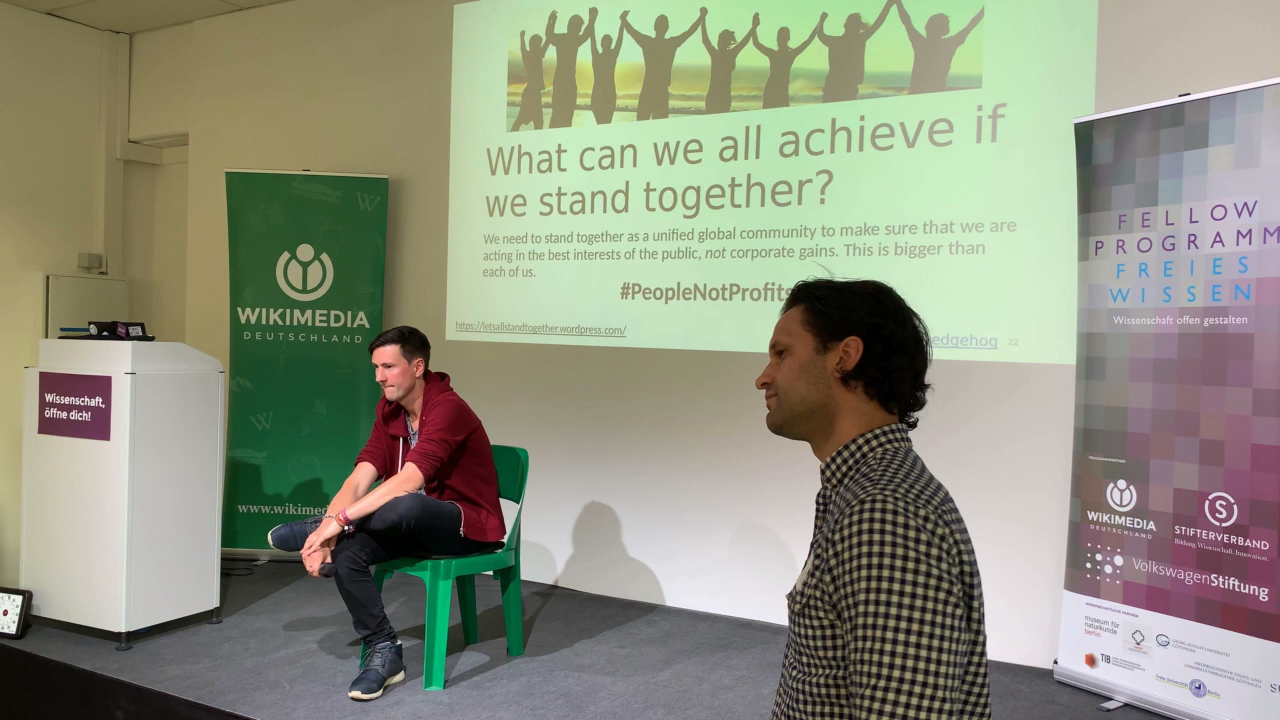 What can we all achieve if
we stand together?
We need to stand together as a unified global community to make sure that we are
acting in the best interests of the public, not corporate gains. This is bigger than
each of us.
#PeopleNotProfits
https://letsallstandtogether.wordpress.com/
22
WIKIMEDIA
DEUTSCHLAND
Wissenschaft,
öffne dich!
FELLOW
PROGRAMM
FREIES
WISSEN
Wissenschaft offen gestalten
WIKIMEDIA
DEUTSCHLAND
STIFTERVERBAND
Bildung. Wissenschaft. Innovation.
VolkswagenStiftung
museum für
naturkunde
berlin
TIB